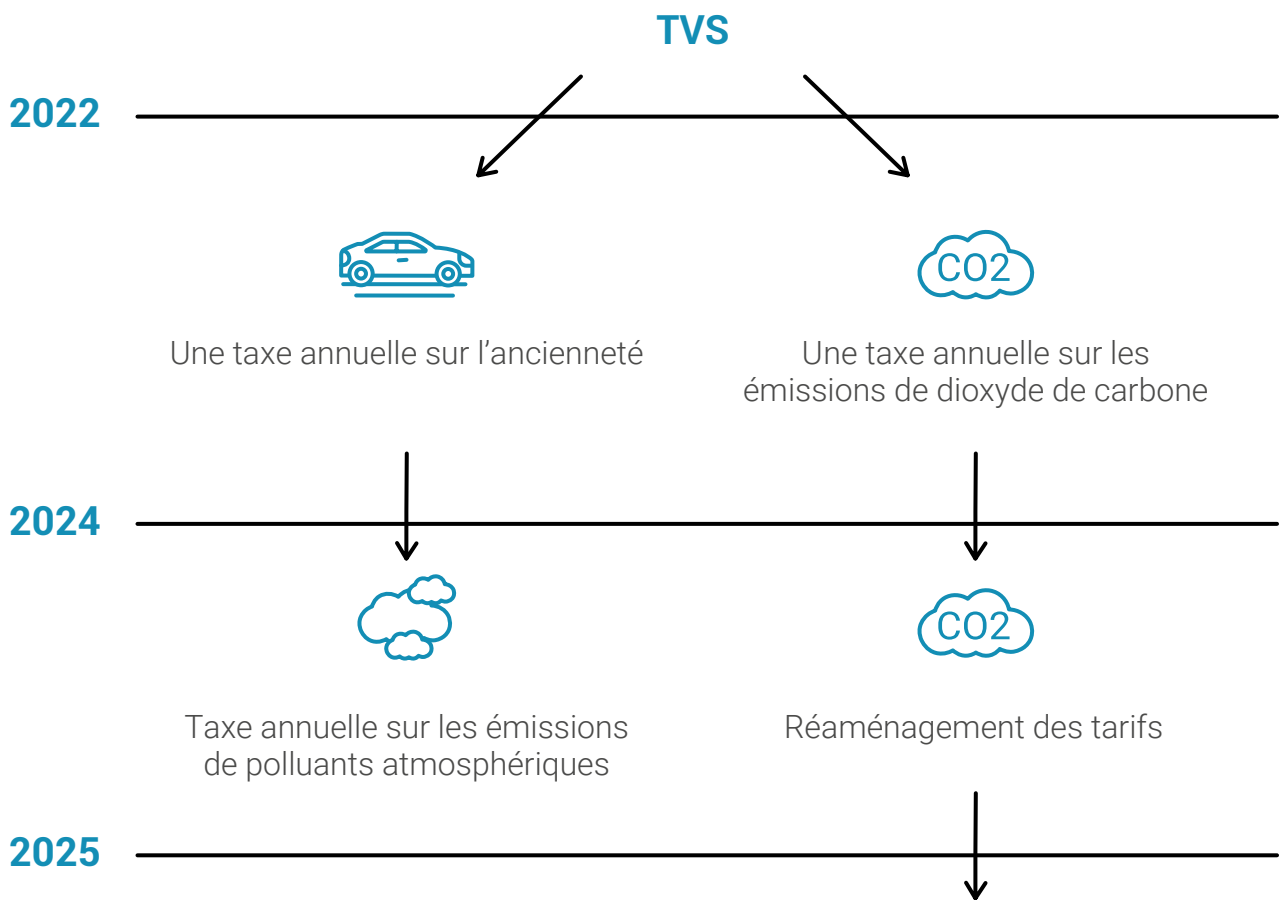 TVS
2022
CO2
Une taxe annuelle sur l’ancienneté
Une taxe annuelle sur les
émissions de dioxyde de carbone
2024
CO2
Taxe annuelle sur les émissions
de polluants atmosphériques
Réaménagement des tarifs
2025